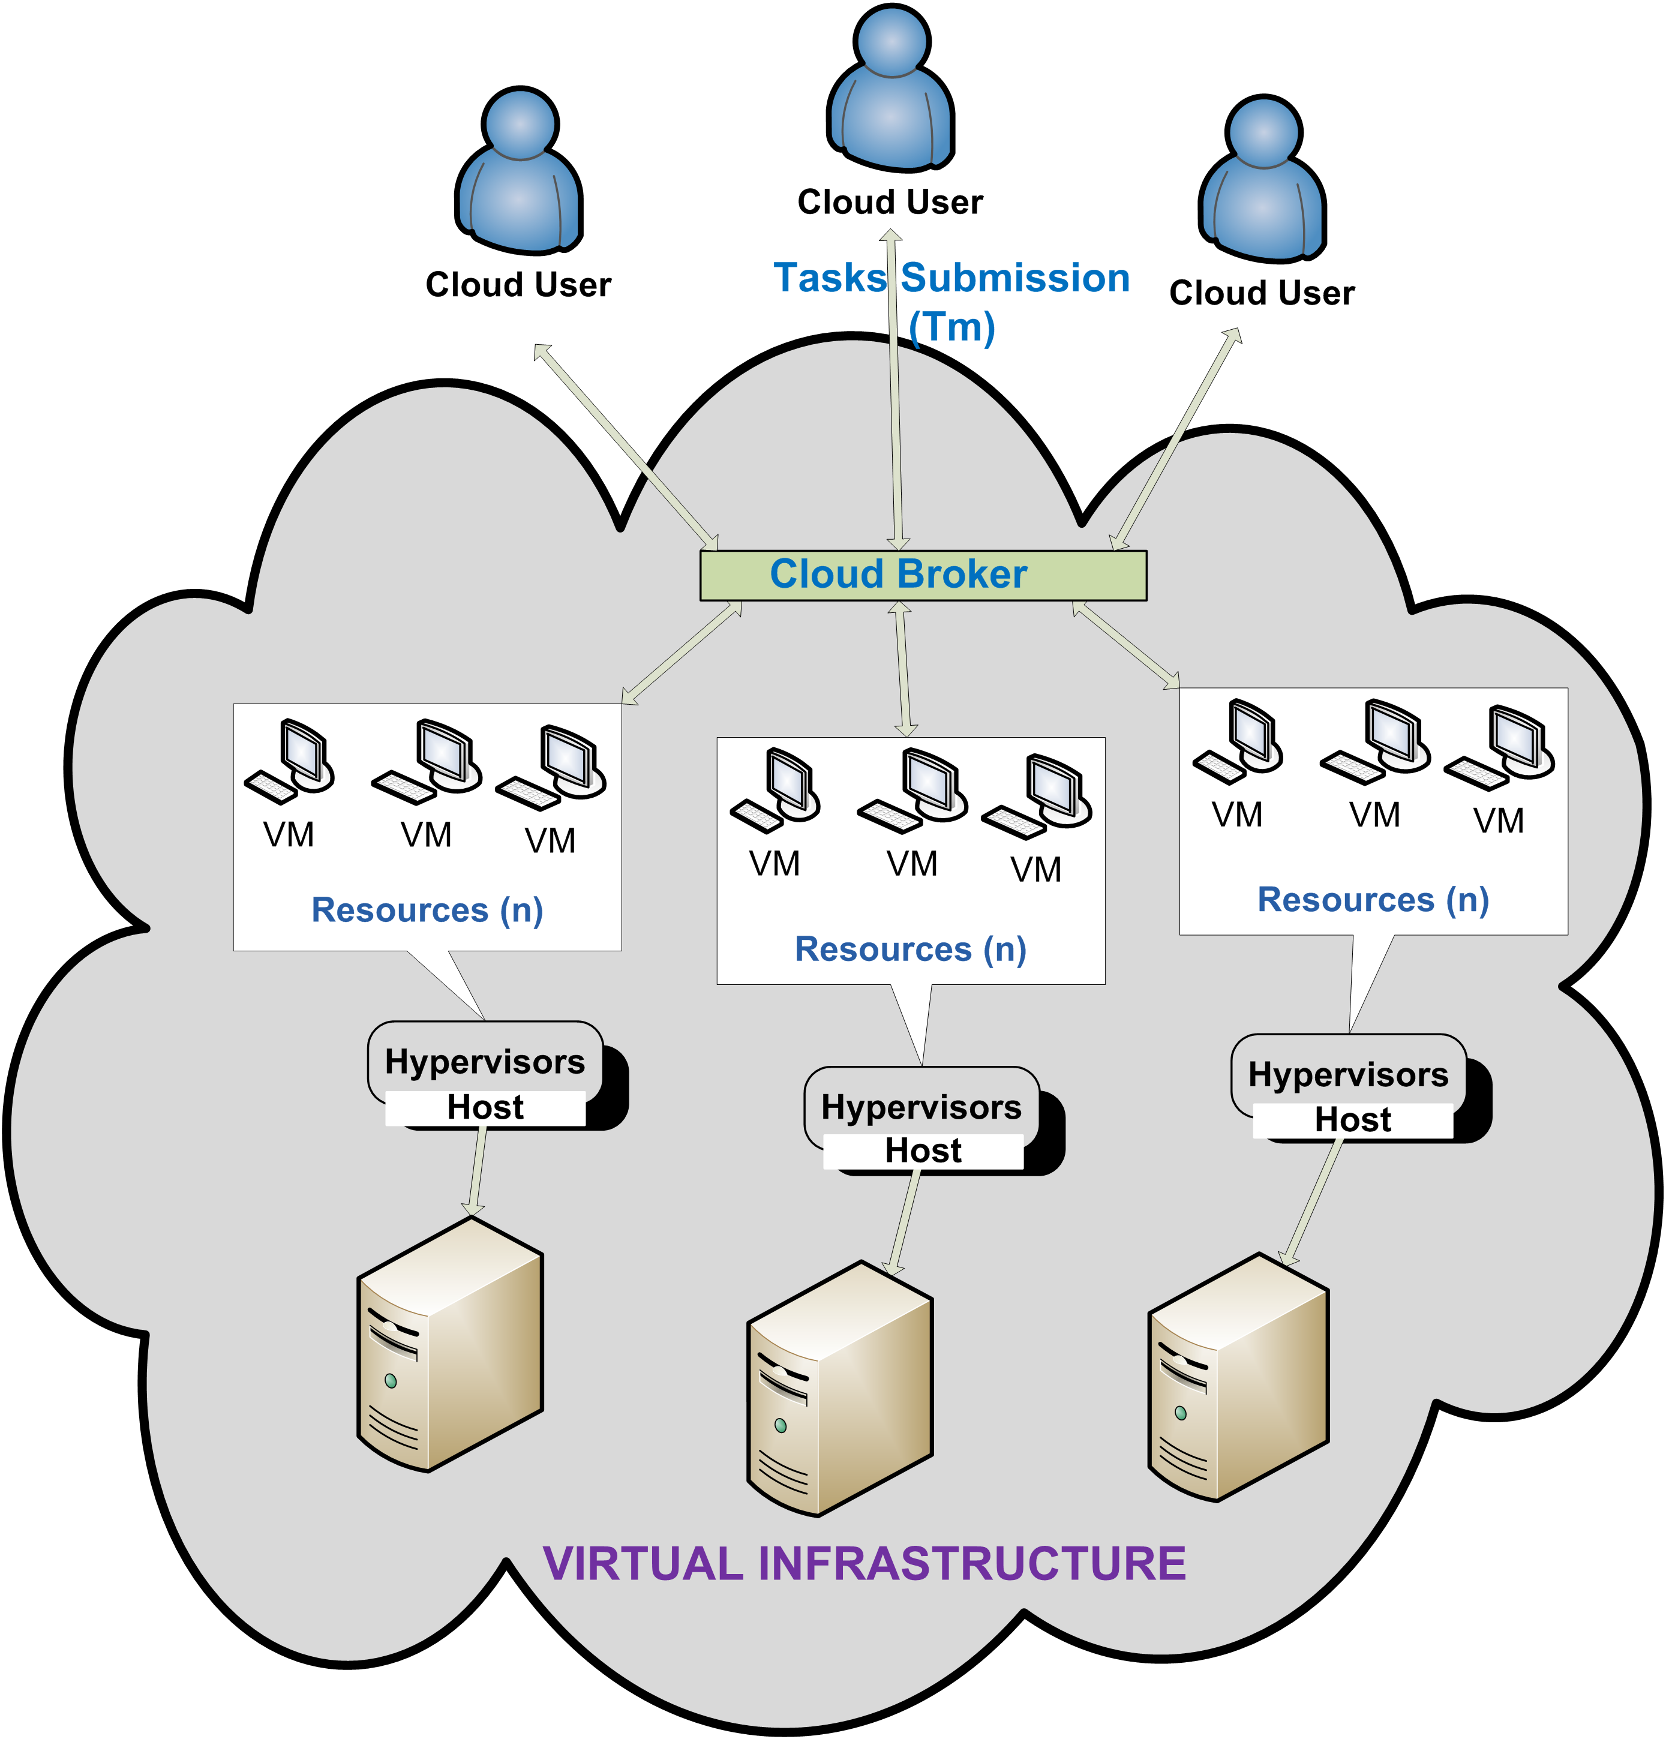 Cloud User
Cloud User
Cloud User
Tasks Submission
(Tm)
Cloud Broker
VM VM VM
Resources (n)
VM VM VM
Resources (n)
VM VM VM
Resources (n)
Hypervisors
Host
Hypervisors
Host
Hypervisors
Host
VIRTUAL INFRASTRUCTURE